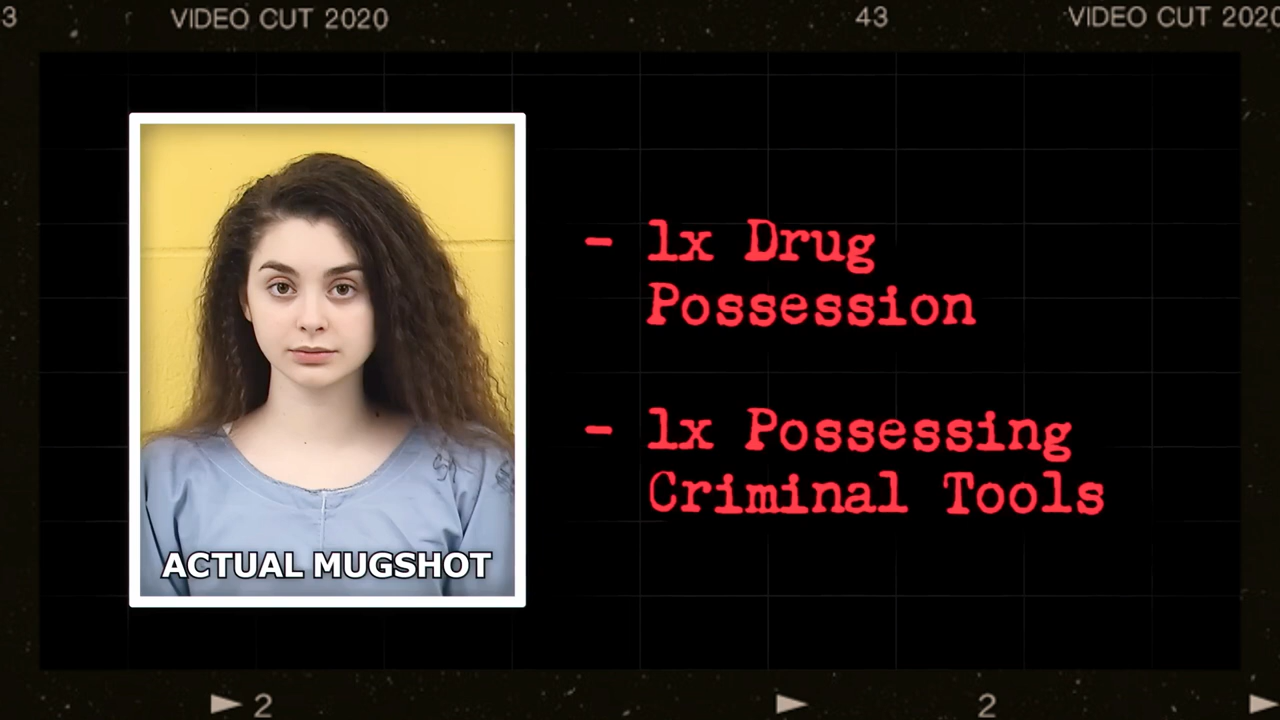 3 VIDEO CUT 2020 43 VIDEO CUT 2020
- 1x Drug
Possession
- 1x Possessing
Criminal Tools
ACTUAL MUGSHOT
2 2